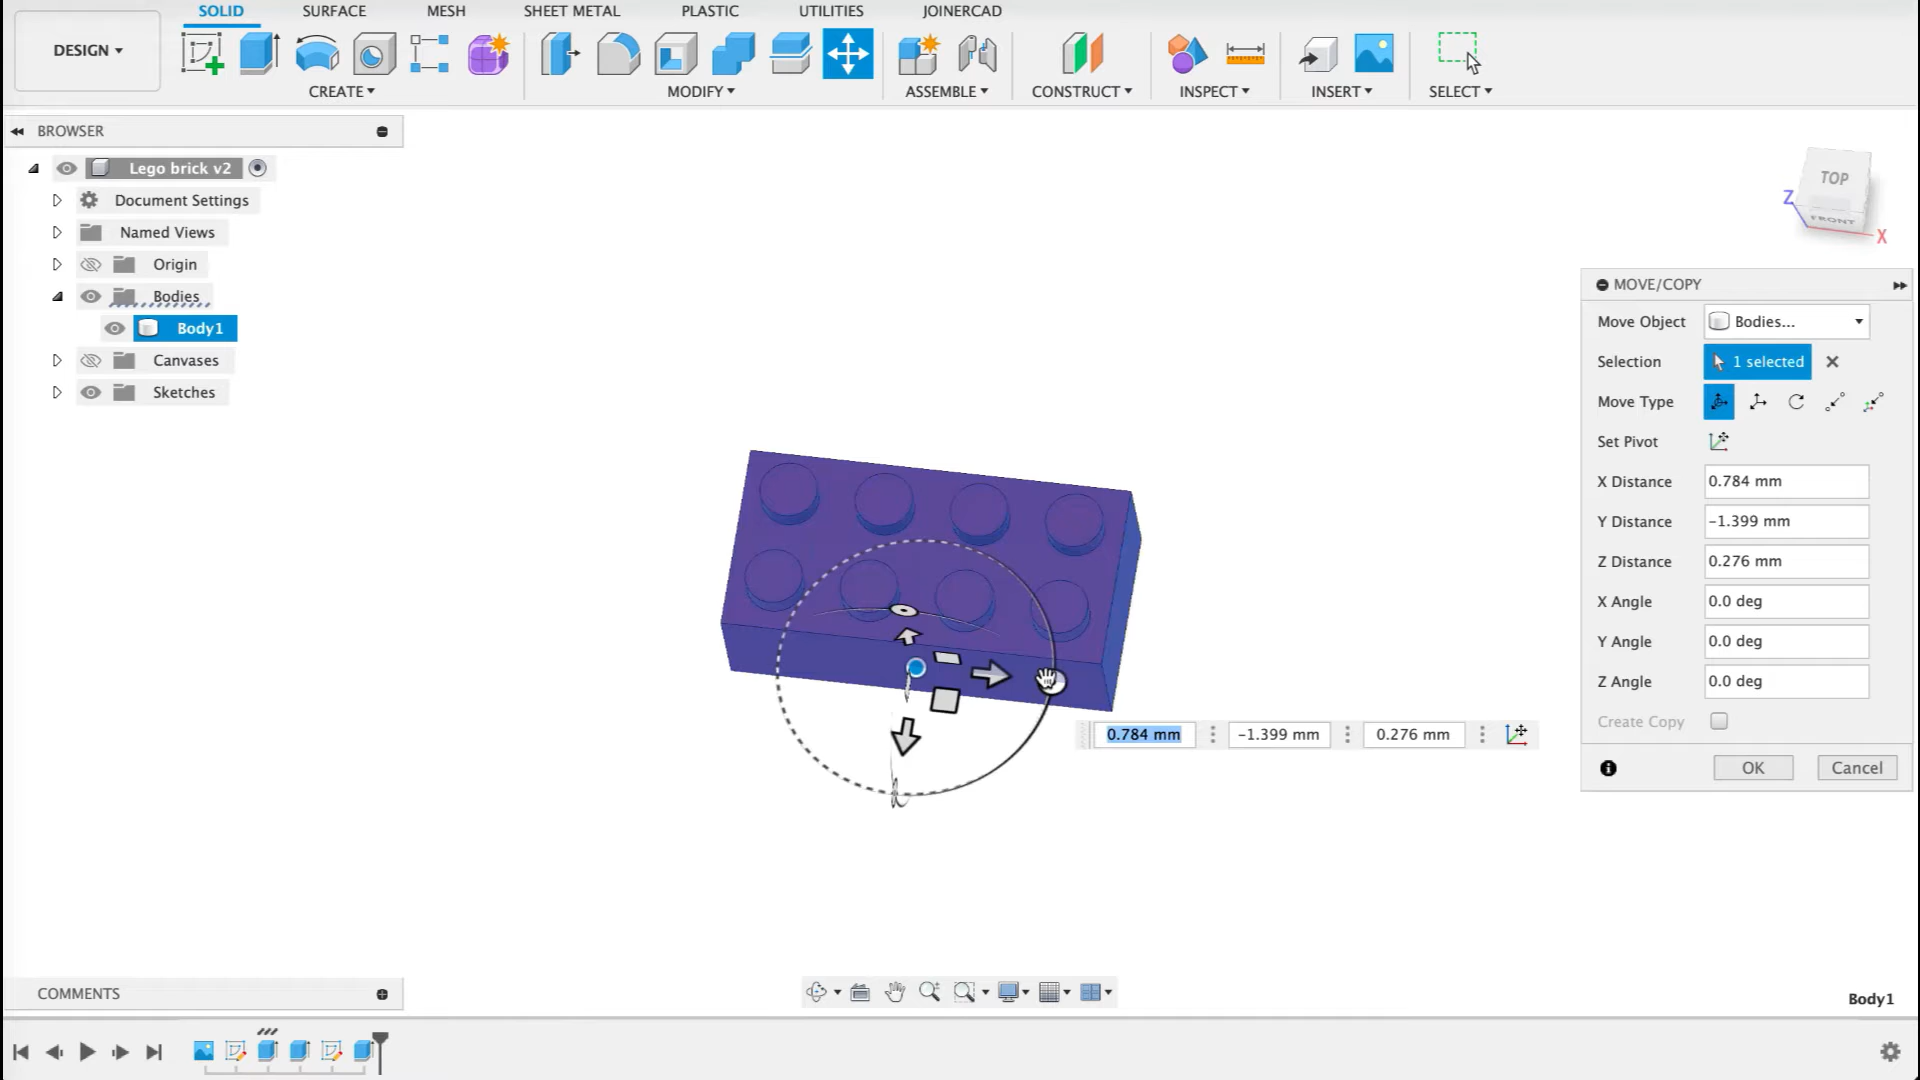 SOLID SURFACE MESH SHEET METAL PLASTIC UTILITIES JOINERCAD
DESIGN
CREATE MODIFY ASSEMBLE CONSTRUCT INSPECT INSERT SELECT
BROWSER
Lego brick v2
Document Settings
Named Views
Origin
Bodies
Body1
Canvases
Sketches
TOP
Z
FRONT
X
MOVE/COPY
Move Object Bodies...
Selection 1 selected
Move Type
Set Pivot
X Distance 0.784 mm
Y Distance -1.399 mm
Z Distance 0.276 mm
X Angle 0.0 deg
Y Angle 0.0 deg
Z Angle 0.0 deg
Create Copy
OK Cancel
0.784 mm -1.399 mm 0.276 mm
COMMENTS
Body1